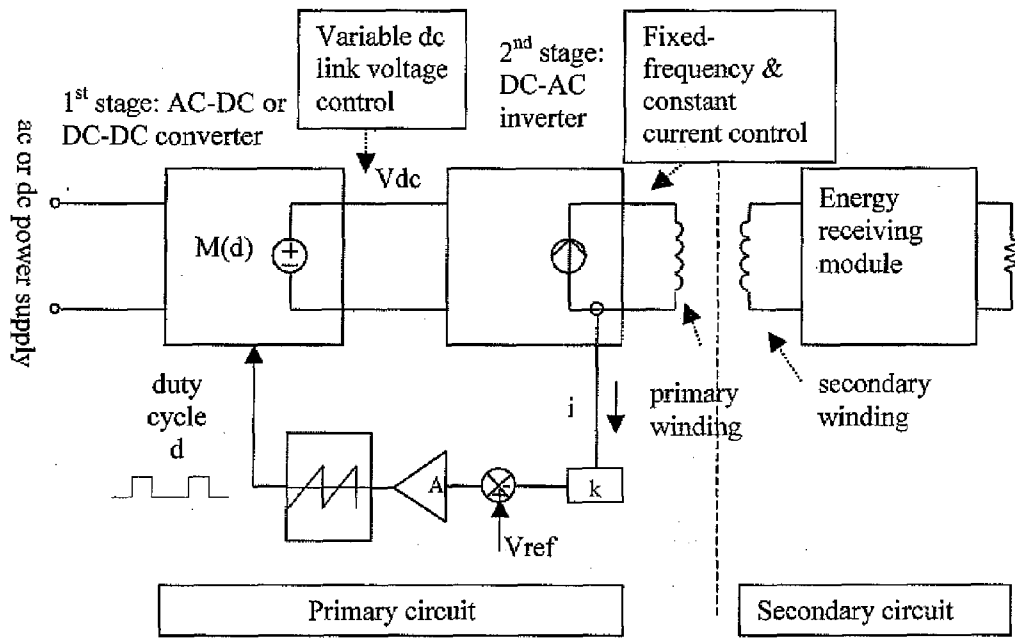 Variable dc
link voltage
control
2nd stage:
DC-AC
inverter
Fixed-
frequency &
constant
current control
1st stage: AC-DC or
DC-DC converter
ac or dc power supply
Vdc
M(d)
Energy
receiving
module
duty
cycle
d
i
primary
winding
secondary
winding
A
k
Vref
Primary circuit
Secondary circuit